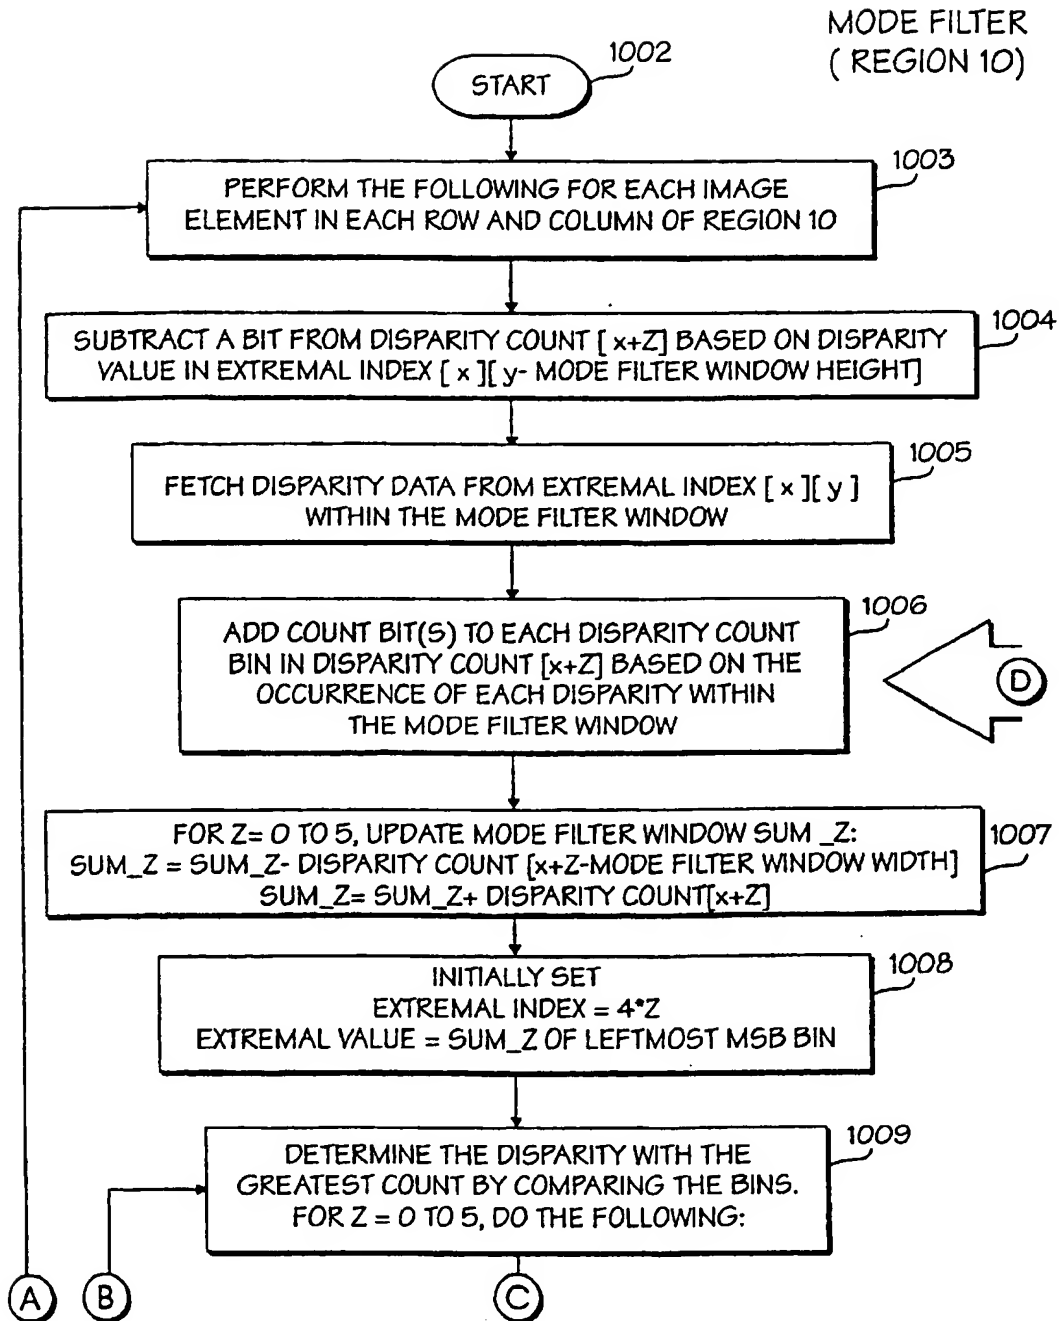 MODE FILTER
( REGION 10)
START
1002
1003
PERFORM THE FOLLOWING FOR EACH IMAGE
ELEMENT IN EACH ROW AND COLUMN OF REGION 10
1004
SUBTRACT A BIT FROM DISPARITY COUNT [ x+Z] BASED ON DISPARITY
VALUE IN EXTREMAL INDEX [ x ][ y- MODE FILTER WINDOW HEIGHT]
1005
FETCH DISPARITY DATA FROM EXTREMAL INDEX [ x ][ y ]
WITHIN THE MODE FILTER WINDOW
1006
ADD COUNT BIT(S) TO EACH DISPARITY COUNT
BIN IN DISPARITY COUNT [x+Z] BASED ON THE
OCCURRENCE OF EACH DISPARITY WITHIN
THE MODE FILTER WINDOW
D
1007
FOR Z= 0 TO 5, UPDATE MODE FILTER WINDOW SUM _Z:
SUM_Z = SUM_Z- DISPARITY COUNT [x+Z-MODE FILTER WINDOW WIDTH]
SUM_Z= SUM_Z+ DISPARITY COUNT[x+Z]
1008
INITIALLY SET
EXTREMAL INDEX = 4*Z
EXTREMAL VALUE = SUM_Z OF LEFTMOST MSB BIN
1009
DETERMINE THE DISPARITY WITH THE
GREATEST COUNT BY COMPARING THE BINS.
FOR Z = 0 TO 5, DO THE FOLLOWING:
A B C